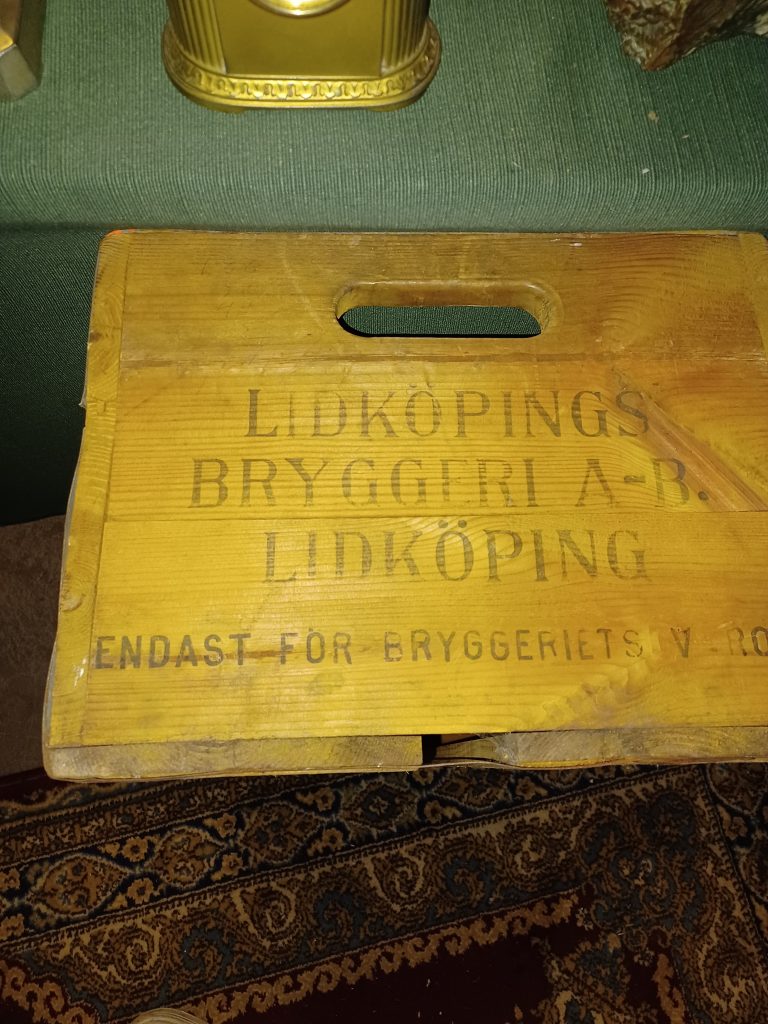 LIDKÖPINGS
BRYGGERI A-B.
LIDKÖPING
ENDAST FÖR BRYGGERIETS